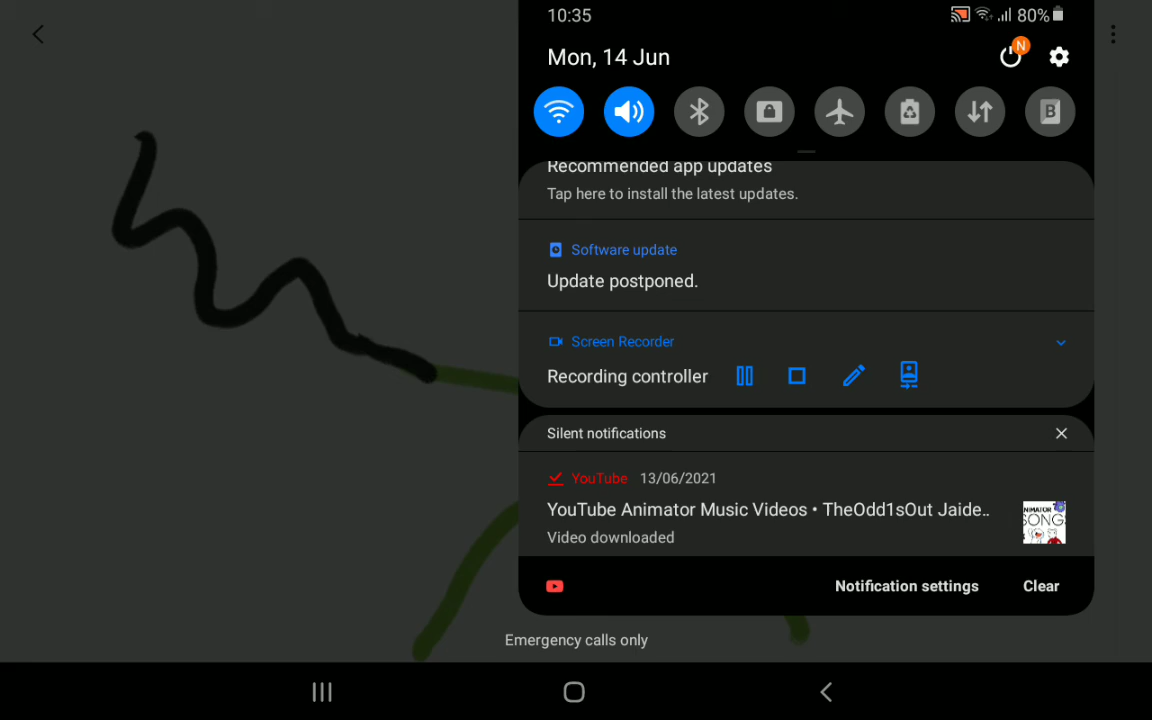 10:35
80%
Mon, 14 Jun
N
B
Recommended app updates
Tap here to install the latest updates.
Software update
Update postponed.
Screen Recorder
Recording controller
Silent notifications
YouTube 13/06/2021
YouTube Animator Music Videos • TheOdd1sOut Jaide..
NIMATOR
SONG
Video downloaded
Notification settings
Clear
Emergency calls only